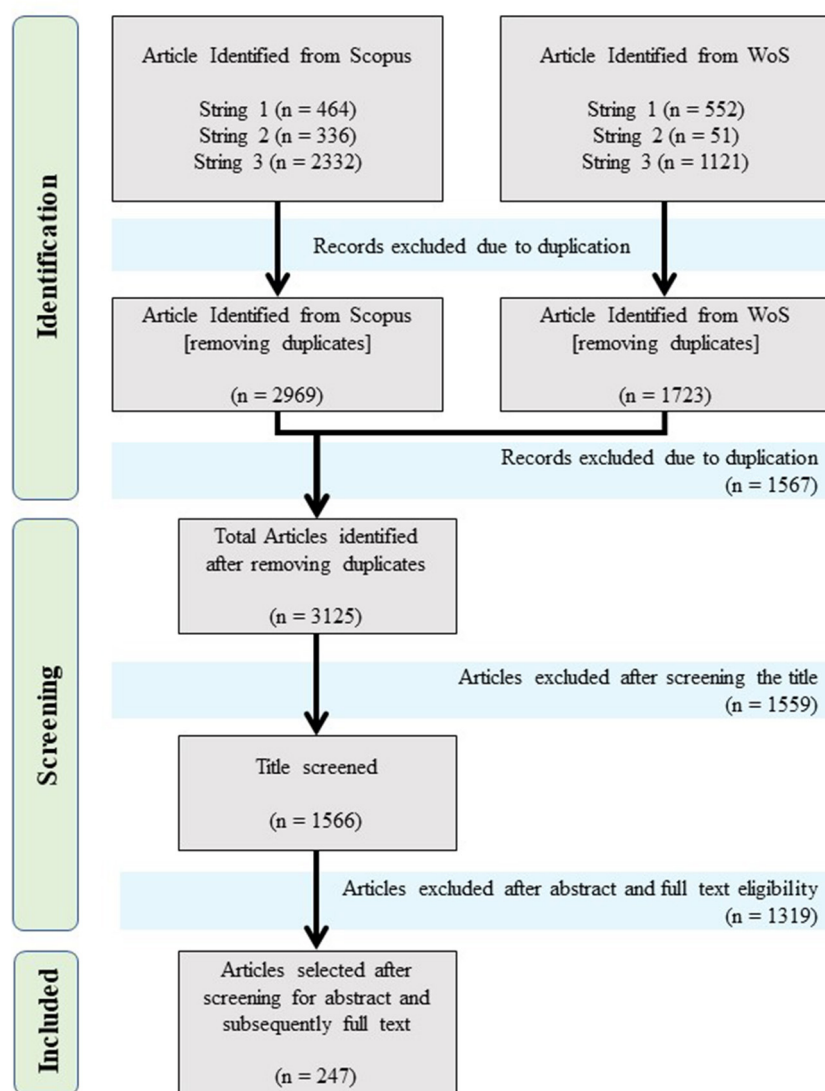 Identification
Article Identified from Scopus
String 1 (n = 464)
String 2 (n = 336)
String 3 (n = 2332)
Article Identified from WoS
String 1 (n = 552)
String 2 (n = 51)
String 3 (n = 1121)
Records excluded due to duplication
Article Identified from Scopus
[removing duplicates]
(n = 2969)
Article Identified from WoS
[removing duplicates]
(n = 1723)
Records excluded due to duplication
(n = 1567)
Screening
Total Articles identified
after removing duplicates
(n = 3125)
Articles excluded after screening the title
(n = 1559)
Title screened
(n = 1566)
Articles excluded after abstract and full text eligibility
(n = 1319)
Included
Articles selected after
screening for abstract and
subsequently full text
(n = 247)